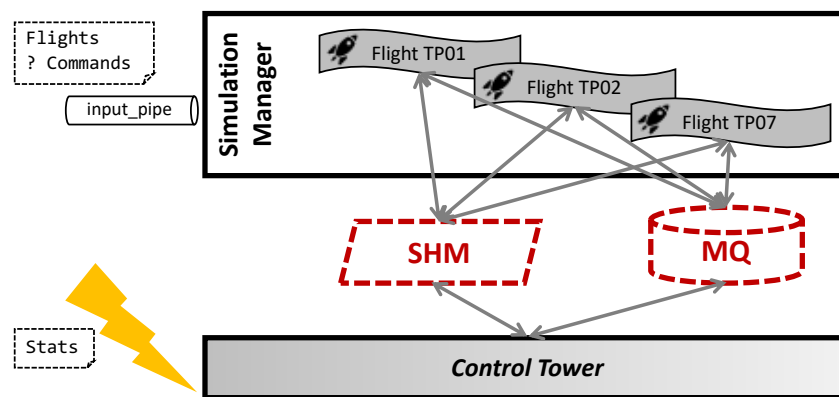 Flights
? Commands
input_pipe
Simulation
Manager
Flight TP01
Flight TP02
Flight TP07
SHM
MQ
Stats
Control Tower